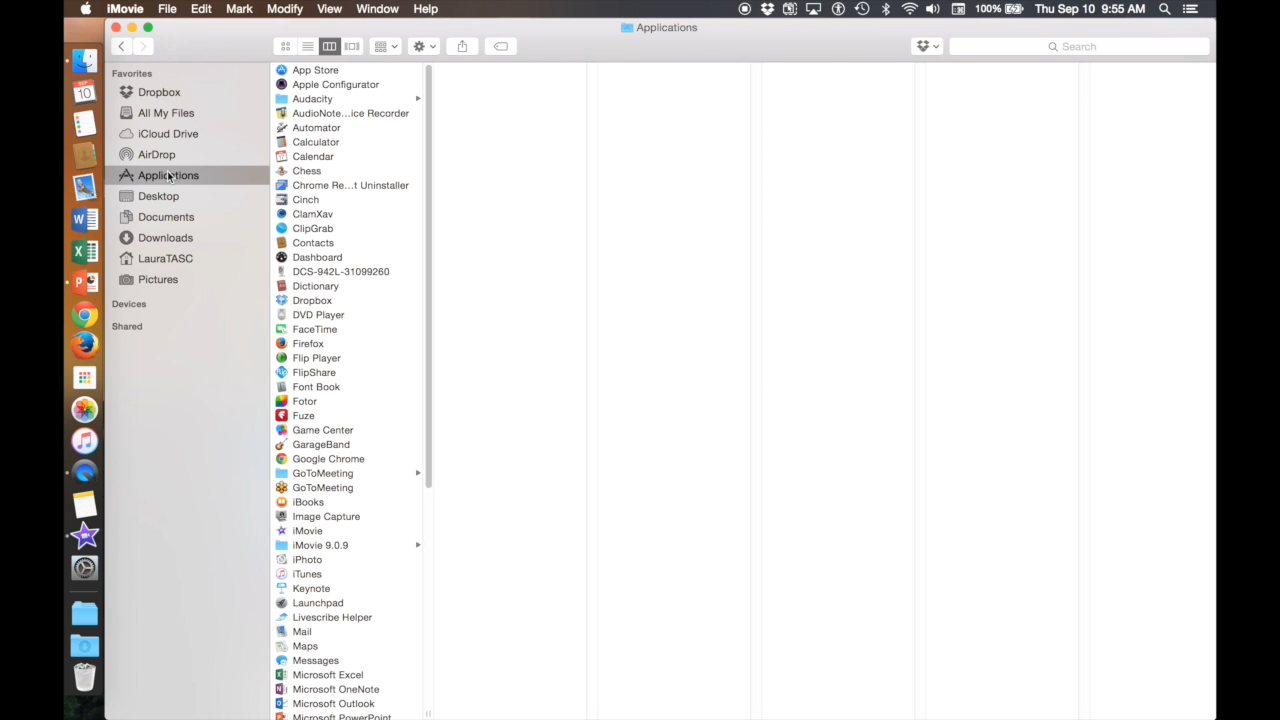 iMovie File Edit Mark Modify View Window Help 100% Thu Sep 10 9:55 AM
Applications
Search
Favorites
Dropbox
All My Files
iCloud Drive
AirDrop
Applications
Desktop
Documents
Downloads
LauraTASC
Pictures
Devices
Shared
App Store
Apple Configurator
Audacity
AudioNote…ice Recorder
Automator
Calculator
Calendar
Chess
Chrome Re…t Uninstaller
Cinch
ClamXav
ClipGrab
Contacts
Dashboard
DCS-942L-31099260
Dictionary
Dropbox
DVD Player
FaceTime
Firefox
Flip Player
FlipShare
Font Book
Fotor
Fuze
Game Center
GarageBand
Google Chrome
GoToMeeting
GoToMeeting
iBooks
Image Capture
iMovie
iMovie 9.0.9
iPhoto
iTunes
Keynote
Launchpad
Livescribe Helper
Mail
Maps
Messages
Microsoft Excel
Microsoft OneNote
Microsoft Outlook
Microsoft PowerPoint
10